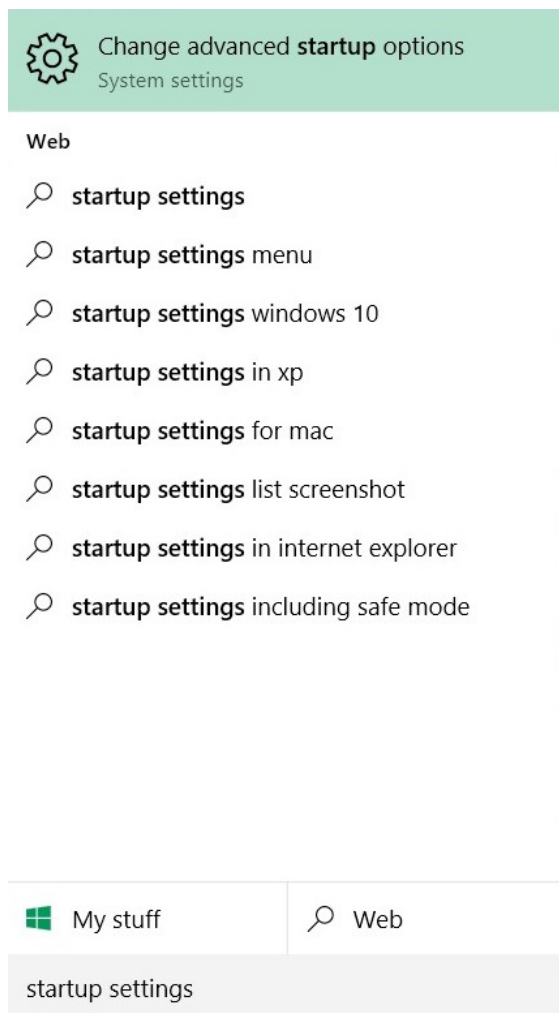 Change advanced startup options
System settings
Web
startup settings
startup settings menu
startup settings windows 10
startup settings in xp
startup settings for mac
startup settings list screenshot
startup settings in internet explorer
startup settings including safe mode
My stuff
Web
startup settings